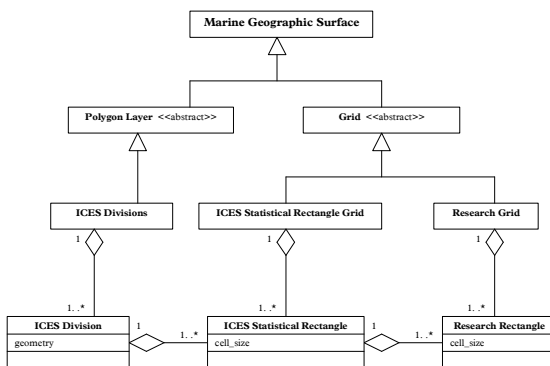 Marine Geographic Surface
Polygon Layer <<abstract>>
Grid <<abstract>>
ICES Divisions
ICES Statistical Rectangle Grid
Research Grid
1
1
1
1. .*
1. .*
1. .*
ICES Division
geometry
1
1. .*
ICES Statistical Rectangle
cell_size
1
1. .*
Research Rectangle
cell_size